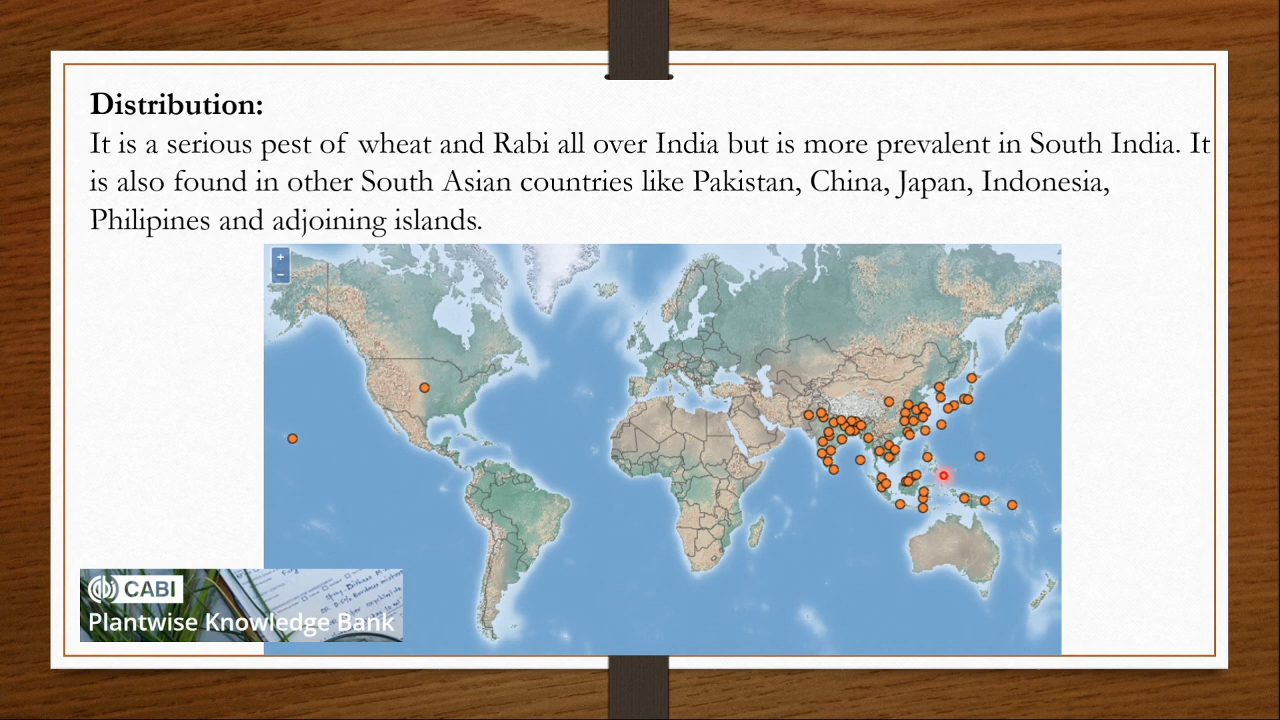 Distribution:
It is a serious pest of wheat and Rabi all over India but is more prevalent in South India. It
is also found in other South Asian countries like Pakistan, China, Japan, Indonesia,
Philipines and adjoining islands.
+
−
CABI
Plantwise Knowledge Bank